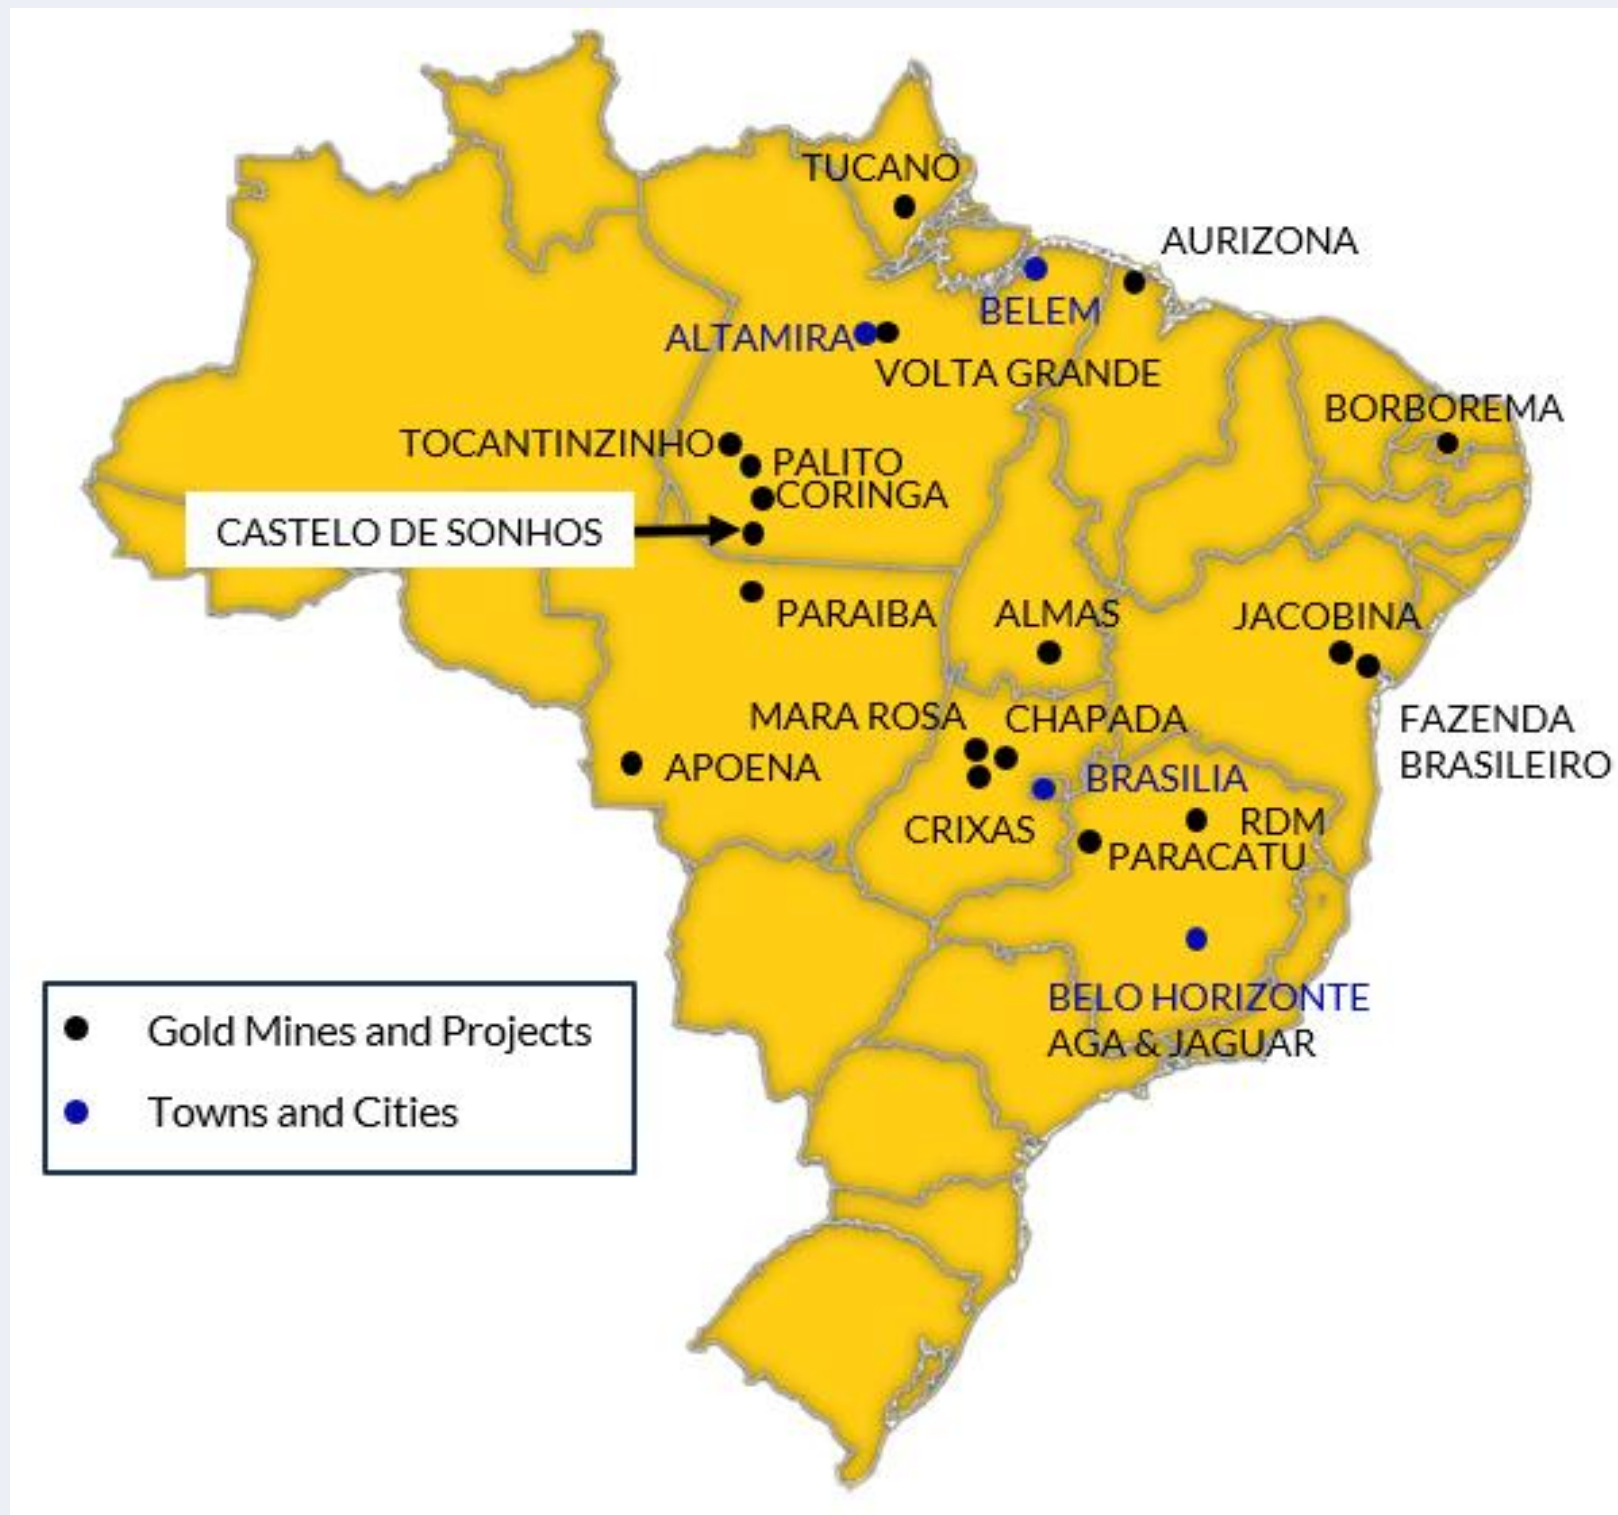 TUCANO
AURIZONA
BELEM
ALTAMIRA
VOLTA GRANDE
BORBOREMA
TOCANTINZINHO
PALITO
CORINGA
CASTELO DE SONHOS
PARAIBA
ALMAS
JACOBINA
MARA ROSA
CHAPADA
FAZENDA
BRASILEIRO
APOENA
BRASILIA
CRIXAS
RDM
PARACATU
BELO HORIZONTE
AGA & JAGUAR
Gold Mines and Projects
Towns and Cities